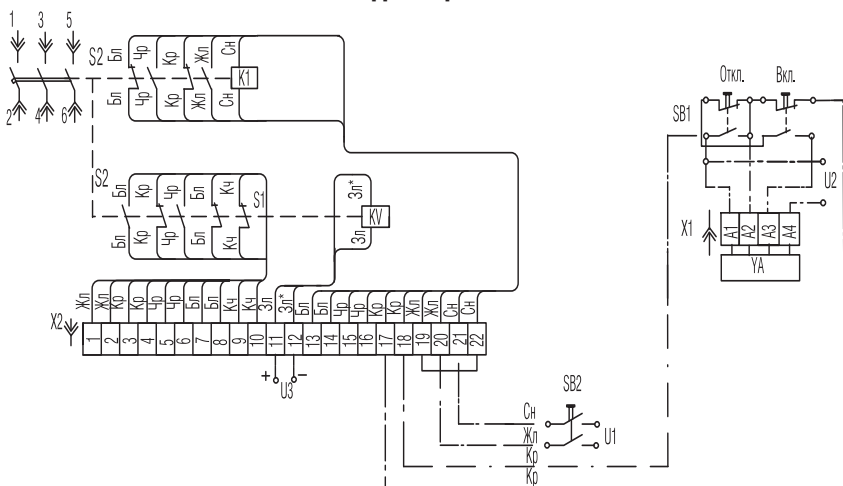 1 3 5
2 4 6
S2
Бл Чр Кр Жл Сн
K1
Бл Чр Кр Жл Сн
Откл. Вкл.
SB1
U2
X1
A1 A2 A3 A4
YA
S2
Бл Кр Чр Бл Кч
S1
Зл*
KV
Бл Кр Чр Бл Кч
Зл
Жл Жл Кр Кр Чр Чр Бл Бл Кч Кч Зл Зл* Бл Бл Чр Чр Кр Кр Жл Жл Сн Сн
X2
1 2 3 4 5 6 7 8 9 10 11 12 13 14 15 16 17 18 19 20 21 22
+ U3 –
SB2
Сн
Жл
U1
Кр
Кр